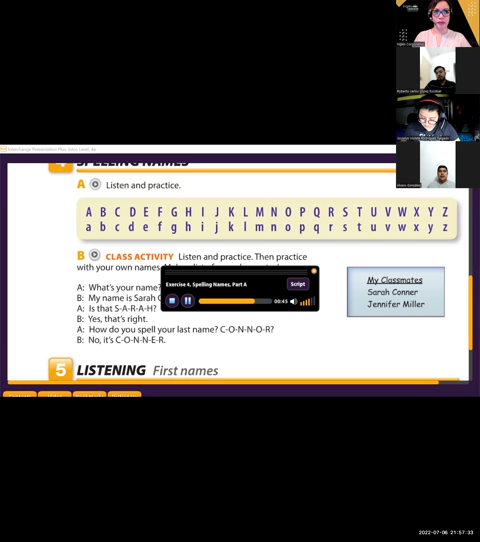 Interchange Presentation Plus: Intro Level, 4e
4 SPELLING NAMES
A Listen and practice.
A B C D E F G H I J K L M N O P Q R S T U V W X Y Z
a b c d e f g h i j k l m n o p q r s t u v w x y z
B CLASS ACTIVITY Listen and practice. Then practice
with your own names.
A: What's your name?
B: My name is Sarah
A: Is that S-A-R-A-H?
B: Yes, that's right.
A: How do you spell your last name? C-O-N-N-O-R?
B: No, it's C-O-N-N-E-R.
Exercise 4, Spelling Names, Part A
Script
00:45
My Classmates
Sarah Conner
Jennifer Miller
5 LISTENING First names
2022-07-06 21:57:33